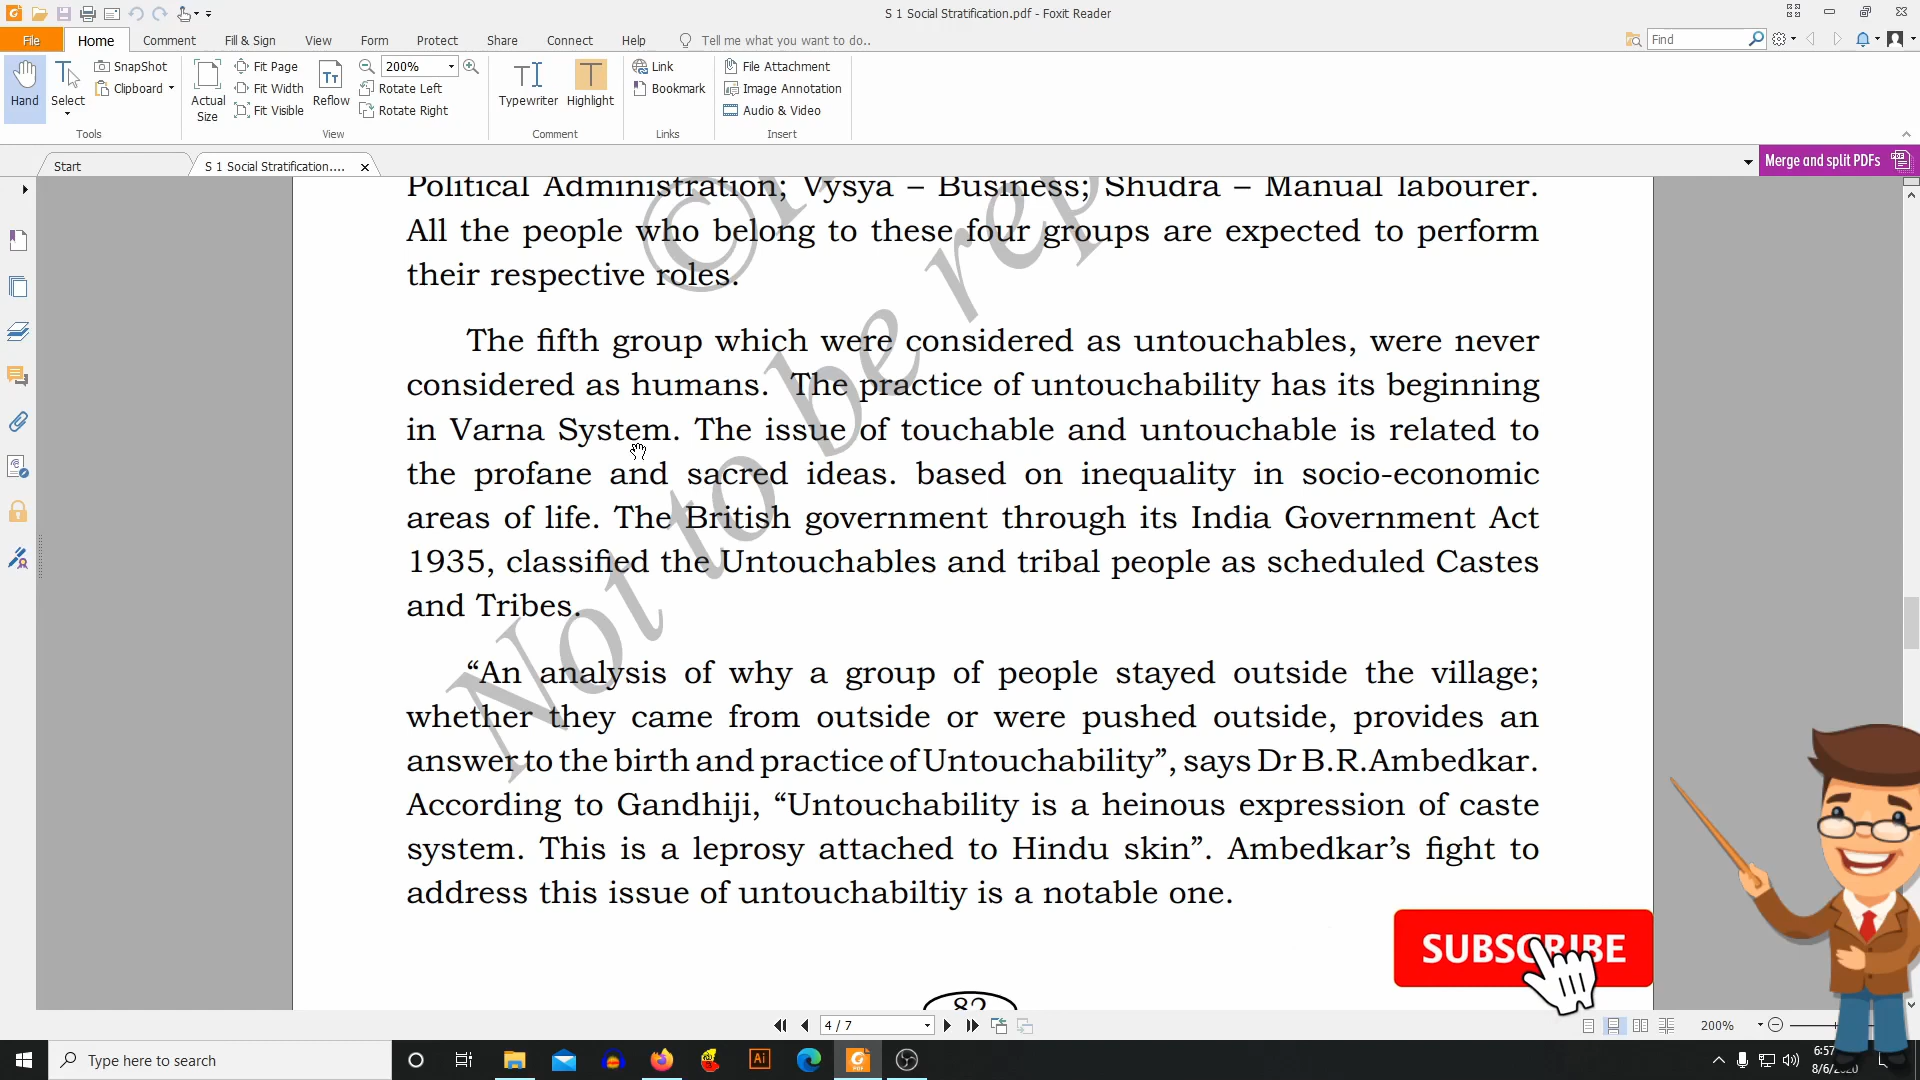 S 1 Social Stratification.pdf - Foxit Reader
File Home Comment Fill & Sign View Form Protect Share Connect Help Tell me what you want to do.. Find
Hand
Select
SnapShot
Clipboard
Tools
Actual Size
Fit Page
Fit Width
Fit Visible
Reflow
200%
Rotate Left
Rotate Right
View
Typewriter
Highlight
Comment
Link
Bookmark
Links
File Attachment
Image Annotation
Audio & Video
Insert
Start
S 1 Social Stratification....
Merge and split PDFs
Political Administration; Vysya – Business; Shudra – Manual labourer.
All the people who belong to these four groups are expected to perform
their respective roles.
The fifth group which were considered as untouchables, were never
considered as humans. The practice of untouchability has its beginning
in Varna System. The issue of touchable and untouchable is related to
the profane and sacred ideas. based on inequality in socio-economic
areas of life. The British government through its India Government Act
1935, classified the Untouchables and tribal people as scheduled Castes
and Tribes.
“An analysis of why a group of people stayed outside the village;
whether they came from outside or were pushed outside, provides an
answer to the birth and practice of Untouchability”, says Dr B.R.Ambedkar.
According to Gandhiji, “Untouchability is a heinous expression of caste
system. This is a leprosy attached to Hindu skin”. Ambedkar’s fight to
address this issue of untouchabiltiy is a notable one.
Not to be rep
©
SUBSCRIBE
82
4 / 7
200%
Type here to search
Ai
6:57
8/6/2020